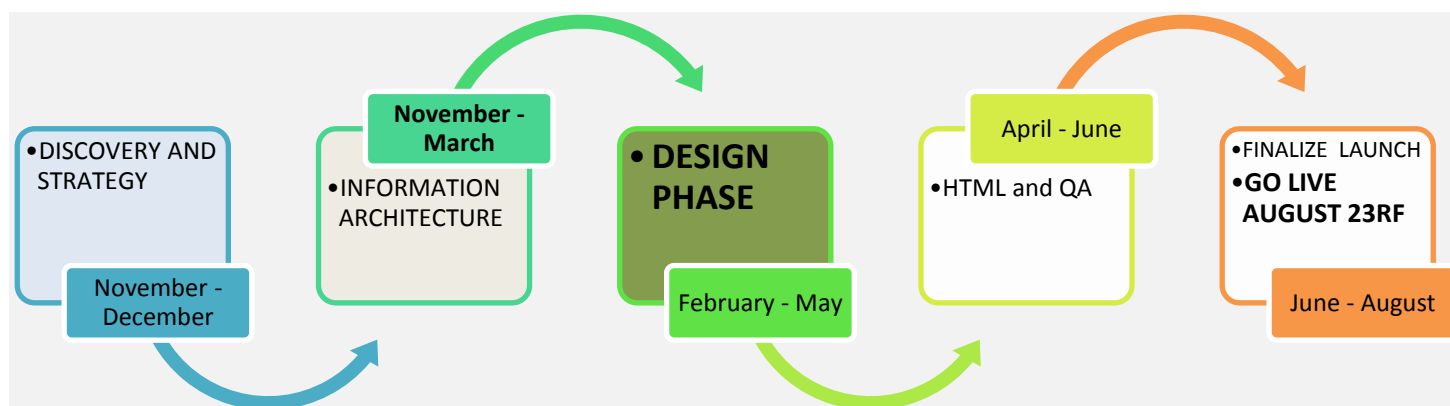 •DISCOVERY AND
STRATEGY
November -
December
November -
March
•INFORMATION
ARCHITECTURE
• DESIGN
PHASE
February - May
April - June
•HTML and QA
•FINALIZE LAUNCH
•GO LIVE
AUGUST 23RF
June - August